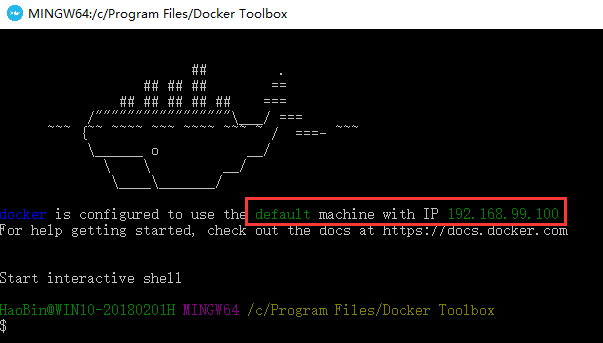 MINGW64:/c/Program Files/Docker Toolbox
## .
## ## ## ==
## ## ## ## ## ===
/"""""""""""""""""\___/ ===
~~~ {~~ ~~~~ ~~~ ~~~~ ~~~ ~ / ===- ~~~
\______ o __/
\ \ __/
\____\_______/
docker is configured to use the default machine with IP 192.168.99.100
For help getting started, check out the docs at https://docs.docker.com
Start interactive shell
HaoBin@WIN10-20180201H MINGW64 /c/Program Files/Docker Toolbox
$